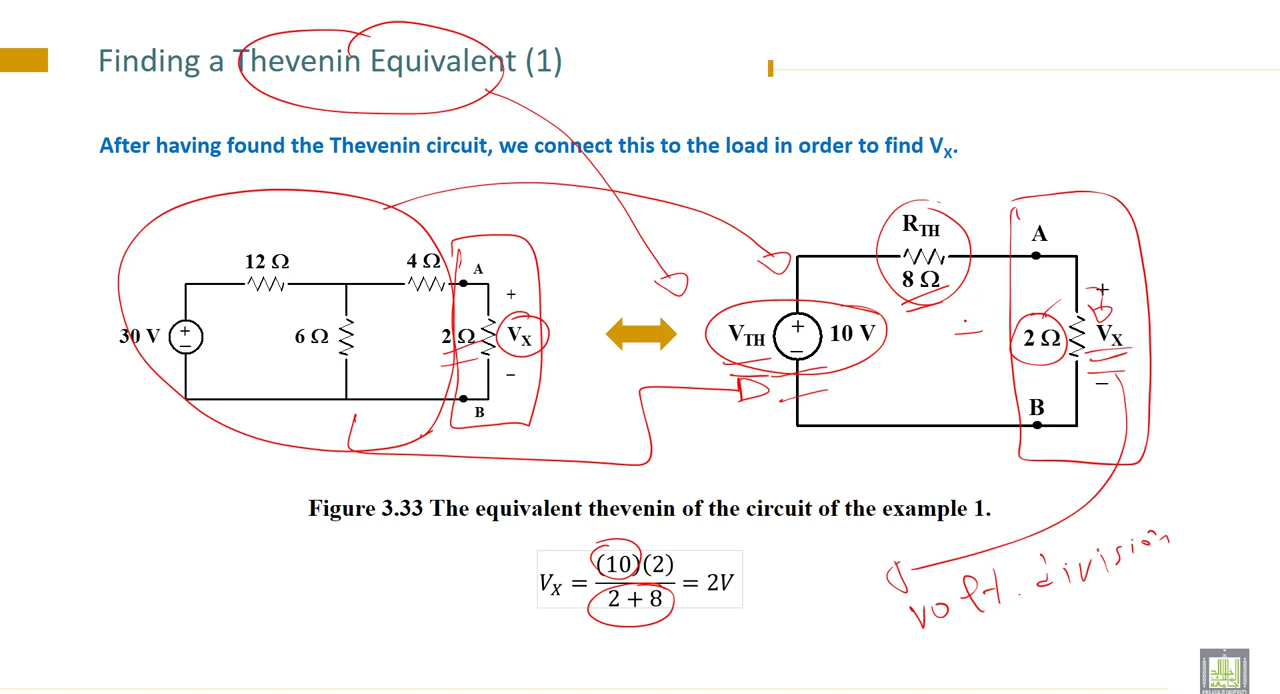 Finding a Thevenin Equivalent (1)
After having found the Thevenin circuit, we connect this to the load in order to find VX.
12 Ω
4 Ω
A
+
30 V
+
−
6 Ω
2 Ω
VX
−
B
RTH
8 Ω
A
+
VTH
+
−
10 V
2 Ω
VX
−
B
Figure 3.33 The equivalent thevenin of the circuit of the example 1.
VX = (10)(2) / 2 + 8 = 2V
volt. division